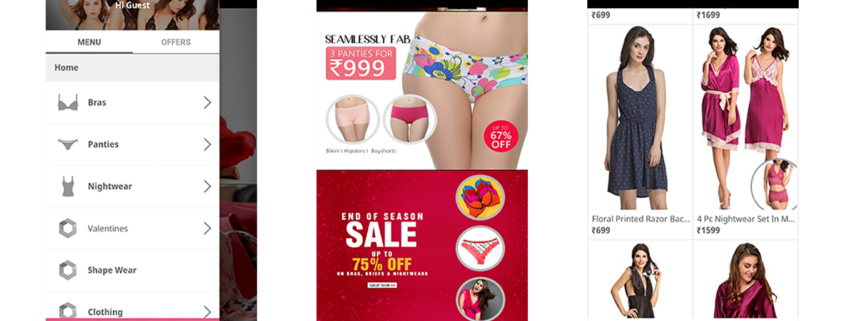 Hi Guest
MENU
OFFERS
Home
Bras
Panties
Nightwear
Valentines
Shape Wear
Clothing
SEAMLESSLY FAB
3 PANTIES FOR
₹999
UP TO
67%
OFF
Bikini I Hipsters I Boyshorts
END OF SEASON
SALE
UP TO
75% OFF
ON BRAS, BRIEFS & NIGHTWEARS
₹699
₹1699
Floral Printed Razor Bac...
₹699
4 Pc Nightwear Set In M...
₹1599